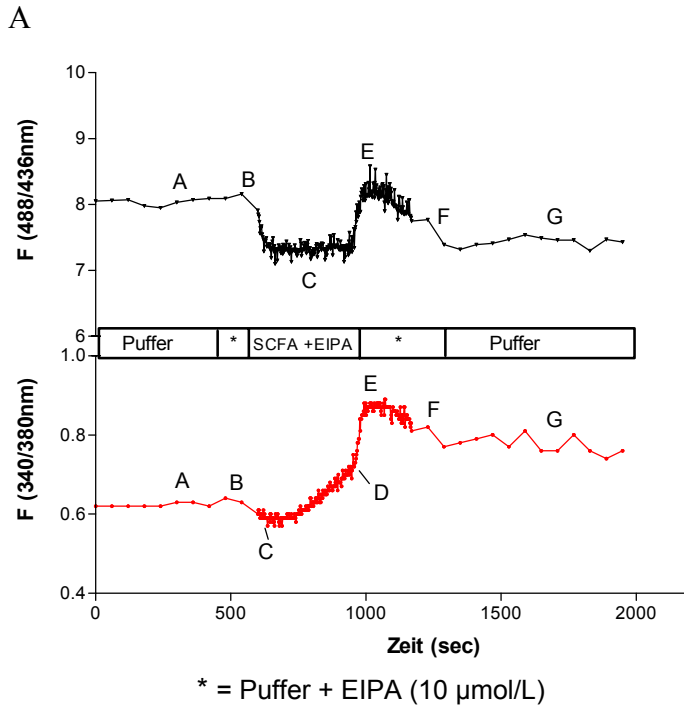 A
10
9
8
7
6
F (488/436nm)
A
B
C
E
F
G
Puffer
*
SCFA +EIPA
*
Puffer
1.0
0.8
0.6
0.4
F (340/380nm)
A
B
C
D
E
F
G
0
500
1000
1500
2000
Zeit (sec)
* = Puffer + EIPA (10 µmol/L)